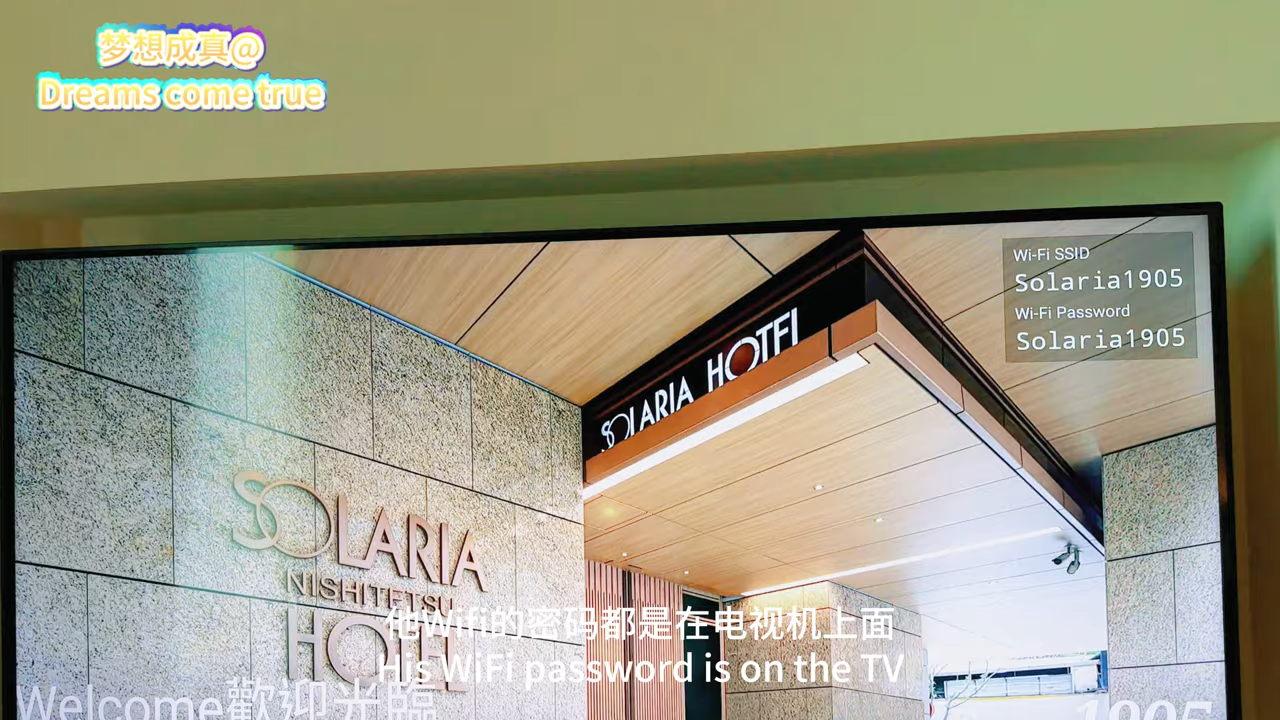 梦想成真@
Dreams come true
Wi-Fi SSID
Solaria1905
Wi-Fi Password
Solaria1905
SOLARIA HOTEL
SOLARIA
NISHITETSU
HOTEL
他Wifi的密码都是在电视机上面
His WiFi password is on the TV
Welcome歡迎光臨
1905